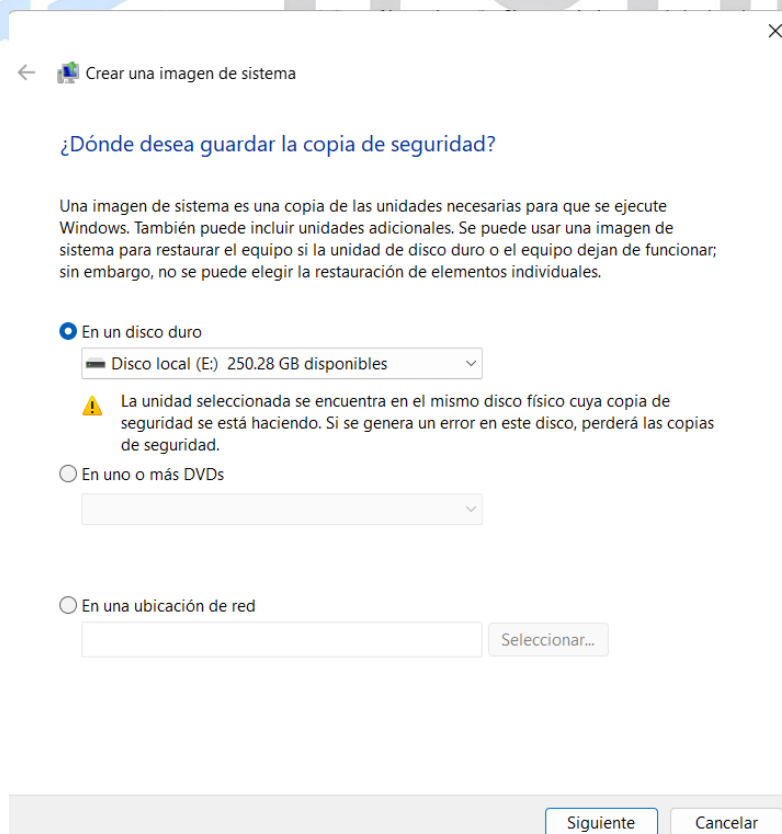 Crear una imagen de sistema
¿Dónde desea guardar la copia de seguridad?
Una imagen de sistema es una copia de las unidades necesarias para que se ejecute
Windows. También puede incluir unidades adicionales. Se puede usar una imagen de
sistema para restaurar el equipo si la unidad de disco duro o el equipo dejan de funcionar;
sin embargo, no se puede elegir la restauración de elementos individuales.
En un disco duro
Disco local (E:) 250.28 GB disponibles
La unidad seleccionada se encuentra en el mismo disco físico cuya copia de
seguridad se está haciendo. Si se genera un error en este disco, perderá las copias
de seguridad.
En uno o más DVDs
En una ubicación de red
Seleccionar...
Siguiente
Cancelar